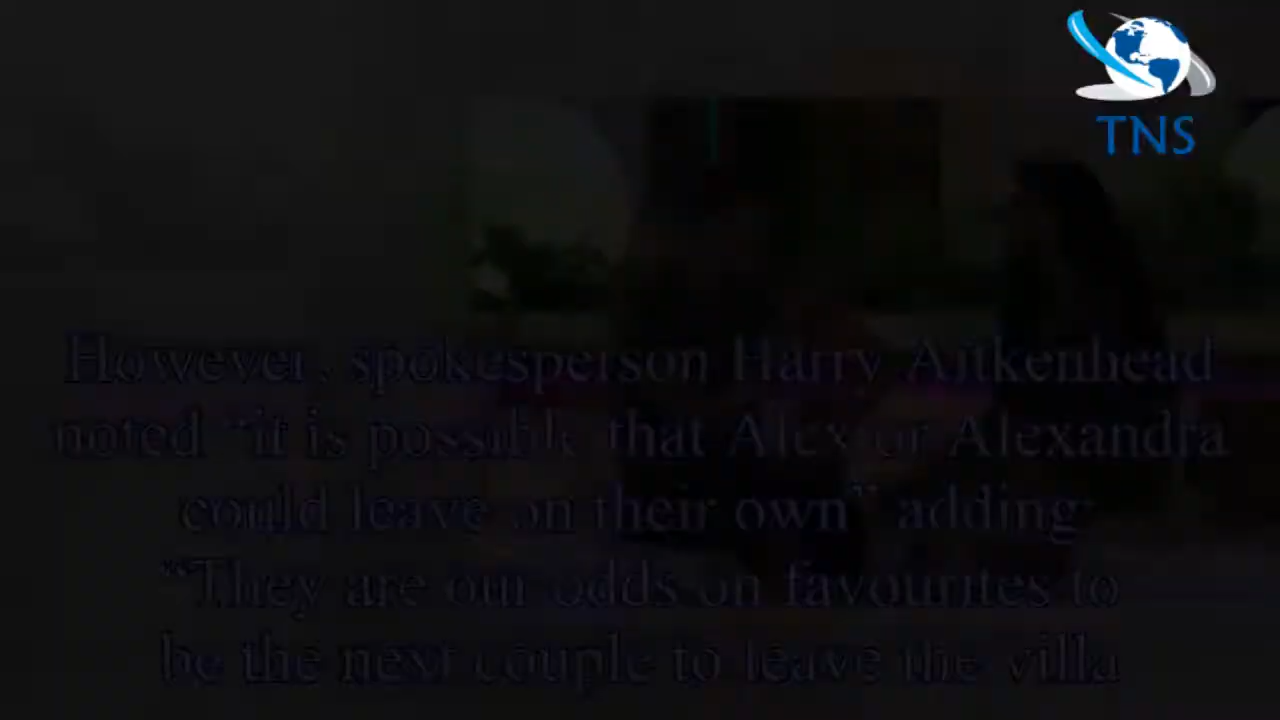 TNS
However, spokesperson Harry Aitkenhead
noted “it is possible that Alex or Alexandra
could leave on their own” adding:
“They are our odds on favourites to
be the next couple to leave the villa